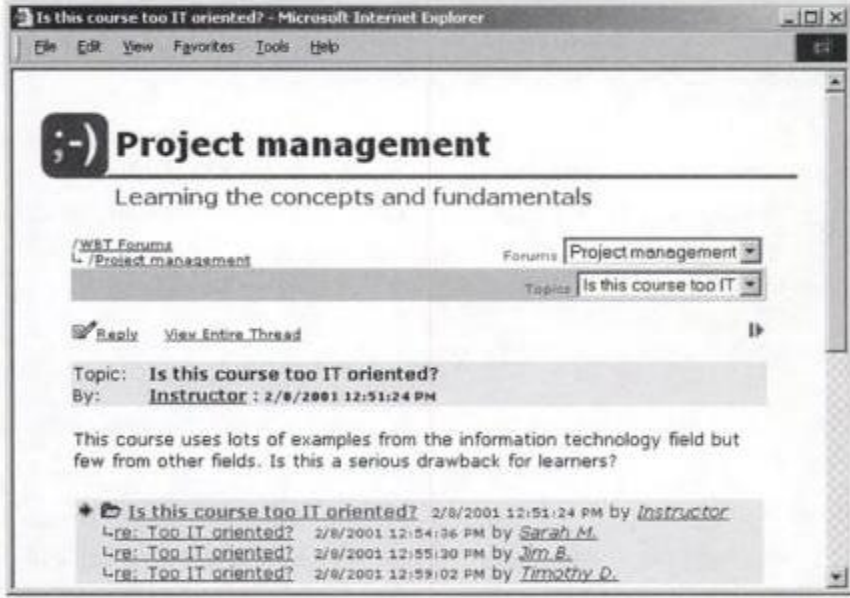 Is this course too IT oriented? - Microsoft Internet Explorer
File Edit View Favorites Tools Help
;-) Project management
Learning the concepts and fundamentals
/WBT Forums
/Project management
Forums Project management
Topics Is this course too IT
Reply View Entire Thread
Topic: Is this course too IT oriented?
By: Instructor : 2/8/2001 12:51:24 PM
This course uses lots of examples from the information technology field but
few from other fields. Is this a serious drawback for learners?
Is this course too IT oriented? 2/8/2001 12:51:24 PM by Instructor
re: Too IT oriented? 2/8/2001 12:54:36 PM by Sarah M.
re: Too IT oriented? 2/8/2001 12:55:30 PM by Jim B.
re: Too IT oriented? 2/8/2001 12:59:02 PM by Timothy D.